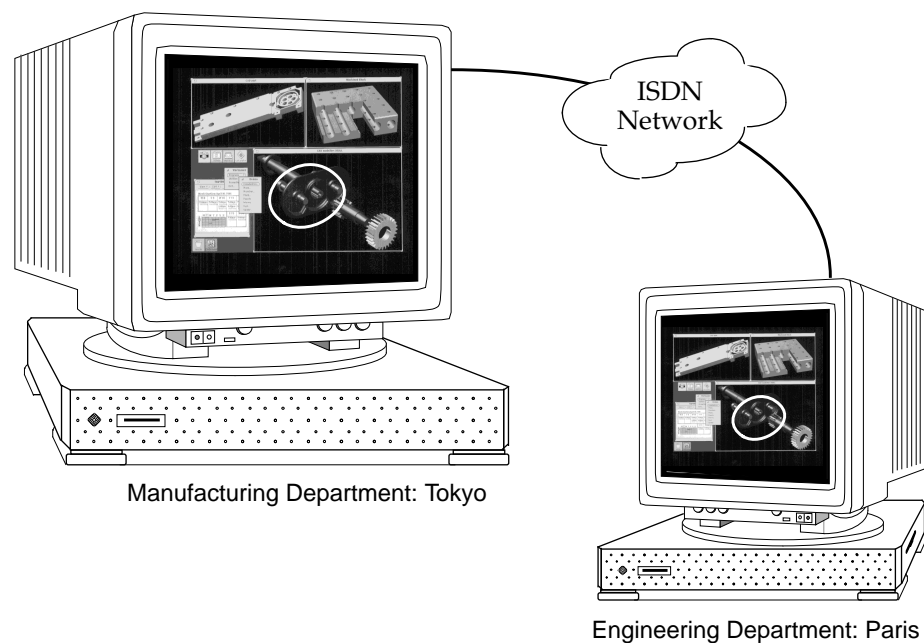 ISDN
Network
Manufacturing Department: Tokyo
Engineering Department: Paris